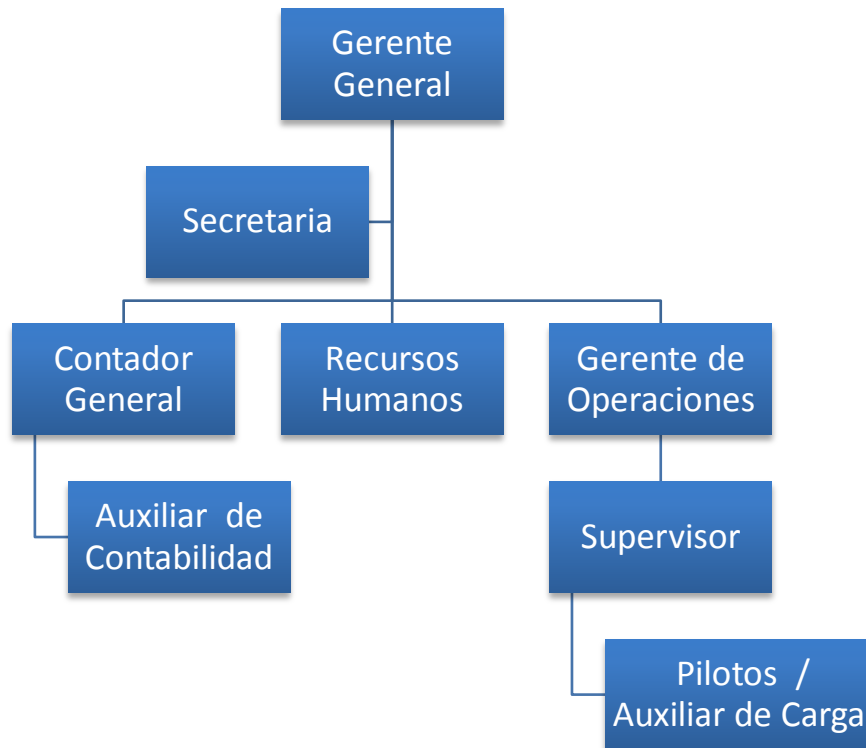 Gerente
General
Secretaria
Contador
General
Recursos
Humanos
Gerente de
Operaciones
Auxiliar de
Contabilidad
Supervisor
Pilotos /
Auxiliar de Carga